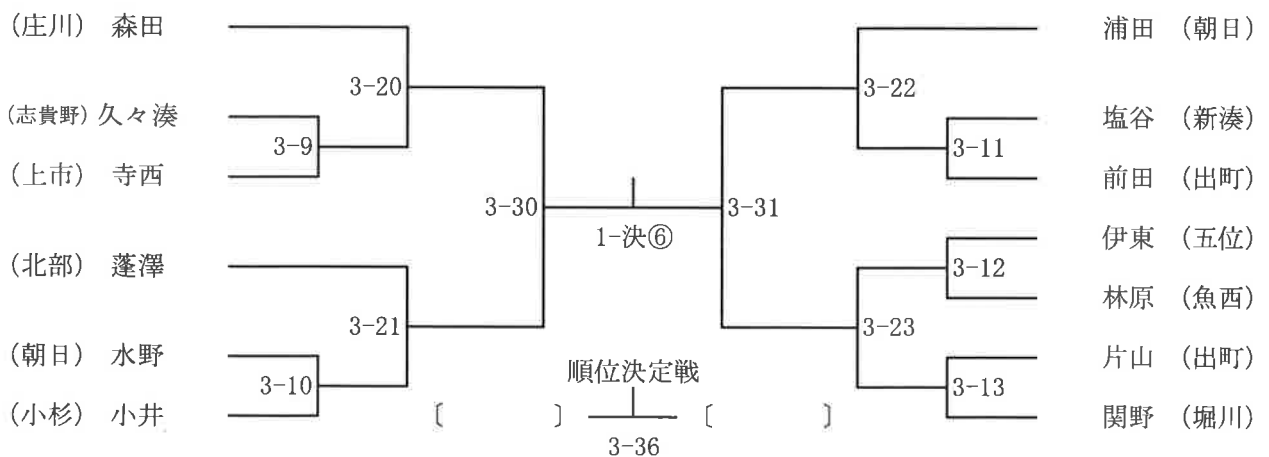 (庄川) 森田
(志貴野) 久々湊
(上市) 寺西
(北部) 蓬澤
(朝日) 水野
(小杉) 小井
3-9
3-10
3-20
3-21
3-30
1-決⑥
3-31
3-22
3-23
3-11
3-12
3-13
浦田 (朝日)
塩谷 (新湊)
前田 (出町)
伊東 (五位)
林原 (魚西)
片山 (出町)
関野 (堀川)
順位決定戦
〔 〕 〔 〕
3-36